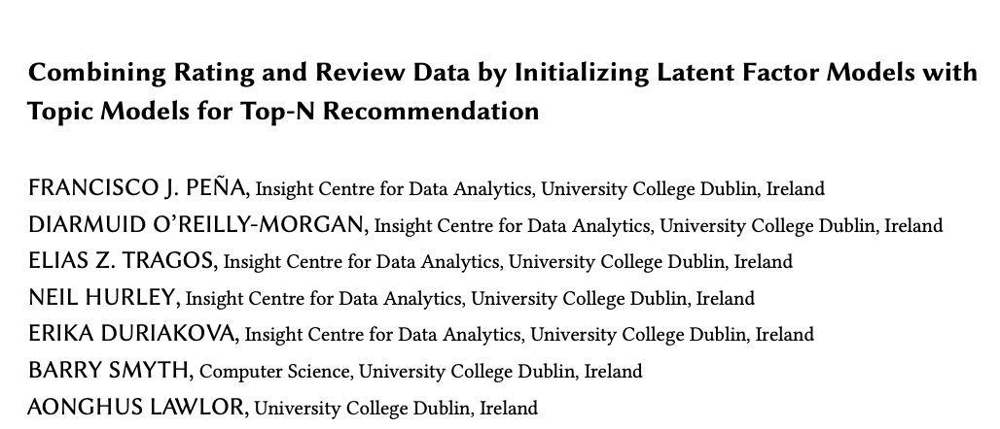 Combining Rating and Review Data by Initializing Latent Factor Models with
Topic Models for Top-N Recommendation
FRANCISCO J. PEÑA, Insight Centre for Data Analytics, University College Dublin, Ireland
DIARMUID O’REILLY-MORGAN, Insight Centre for Data Analytics, University College Dublin, Ireland
ELIAS Z. TRAGOS, Insight Centre for Data Analytics, University College Dublin, Ireland
NEIL HURLEY, Insight Centre for Data Analytics, University College Dublin, Ireland
ERIKA DURIAKOVA, Insight Centre for Data Analytics, University College Dublin, Ireland
BARRY SMYTH, Computer Science, University College Dublin, Ireland
AONGHUS LAWLOR, University College Dublin, Ireland